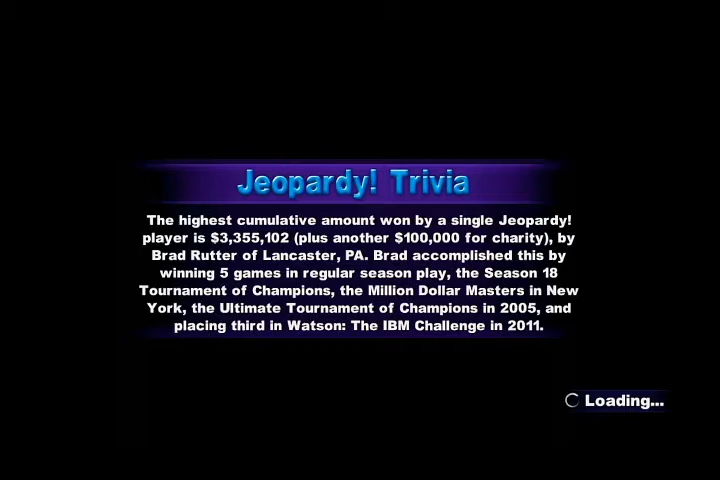 Jeopardy! Trivia
The highest cumulative amount won by a single Jeopardy!
player is $3,355,102 (plus another $100,000 for charity), by
Brad Rutter of Lancaster, PA. Brad accomplished this by
winning 5 games in regular season play, the Season 18
Tournament of Champions, the Million Dollar Masters in New
York, the Ultimate Tournament of Champions in 2005, and
placing third in Watson: The IBM Challenge in 2011.
Loading...